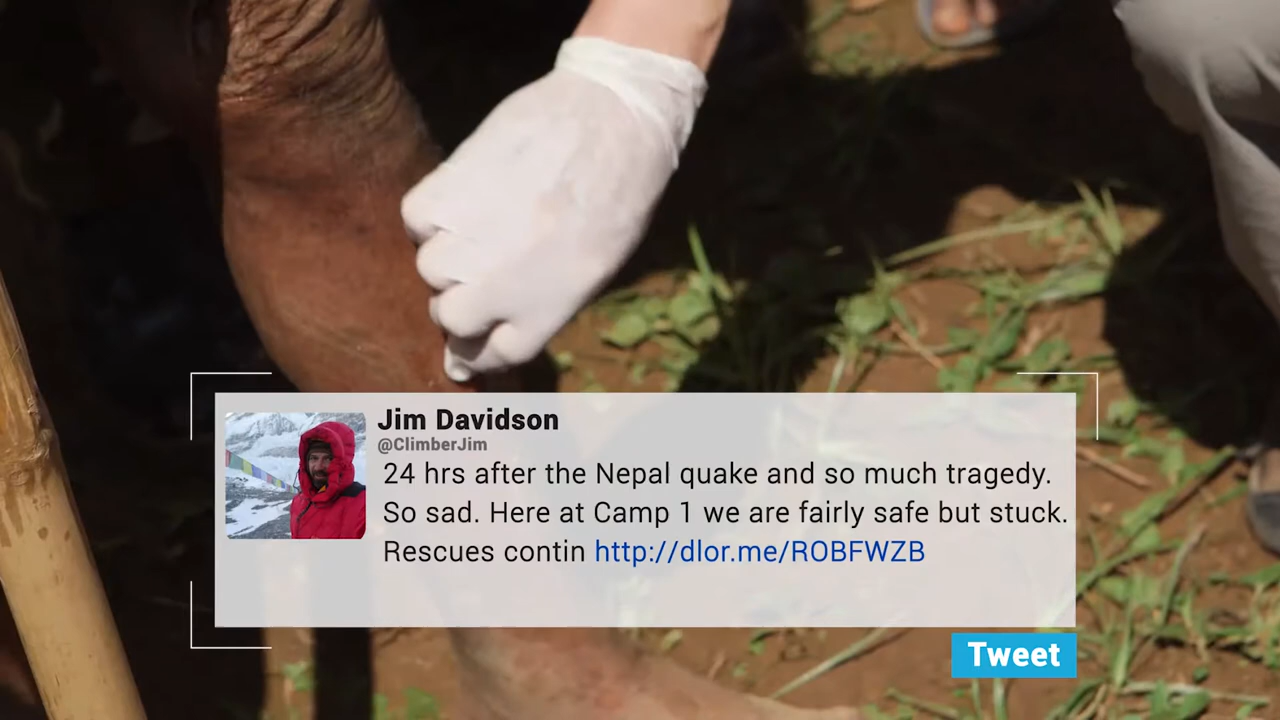 Jim Davidson
@ClimberJim
24 hrs after the Nepal quake and so much tragedy.
So sad. Here at Camp 1 we are fairly safe but stuck.
Rescues contin http://dlor.me/ROBFWZB
Tweet